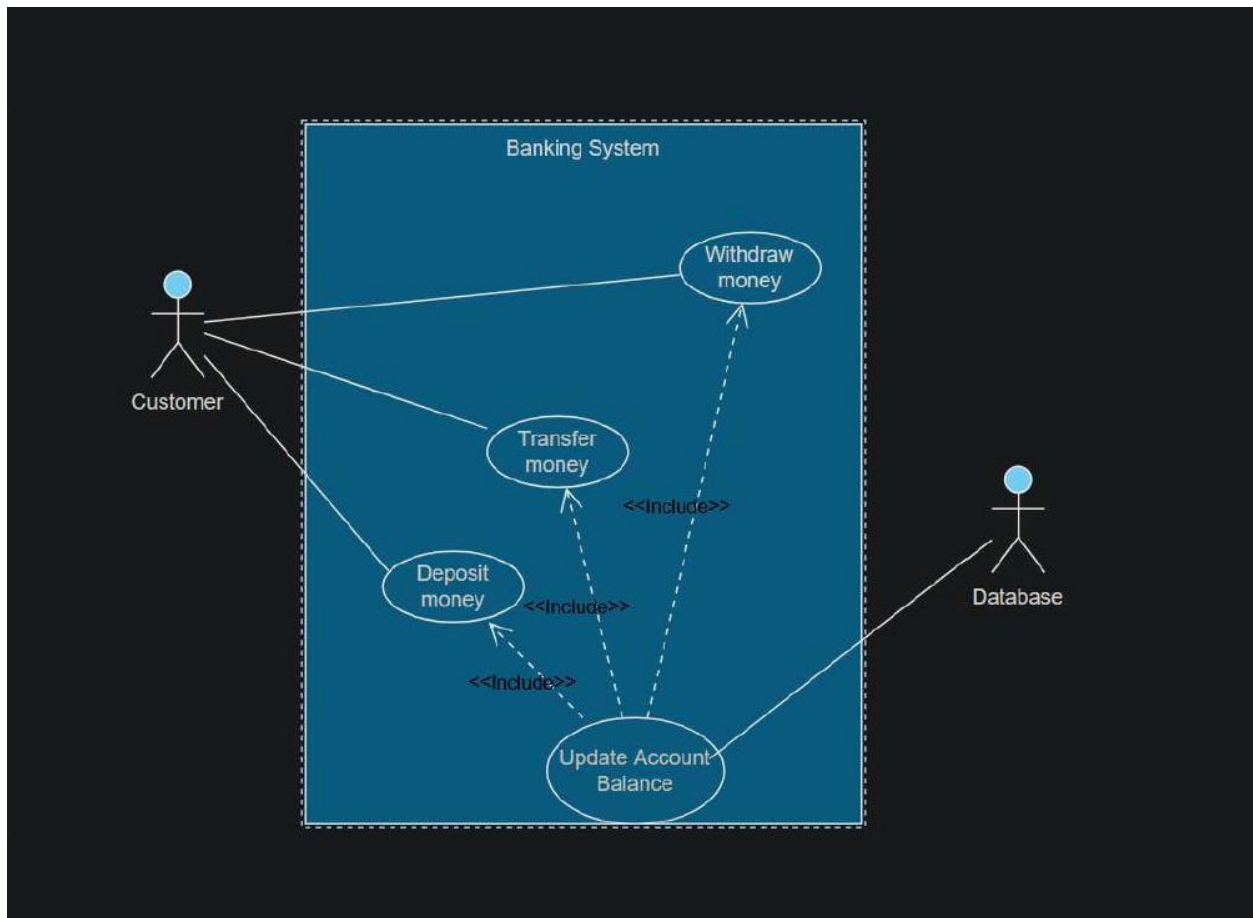 Banking System
Withdraw
money
Customer
Transfer
money
<<Include>>
Deposit
money
<<Include>>
Database
<<Include>>
Update Account
Balance